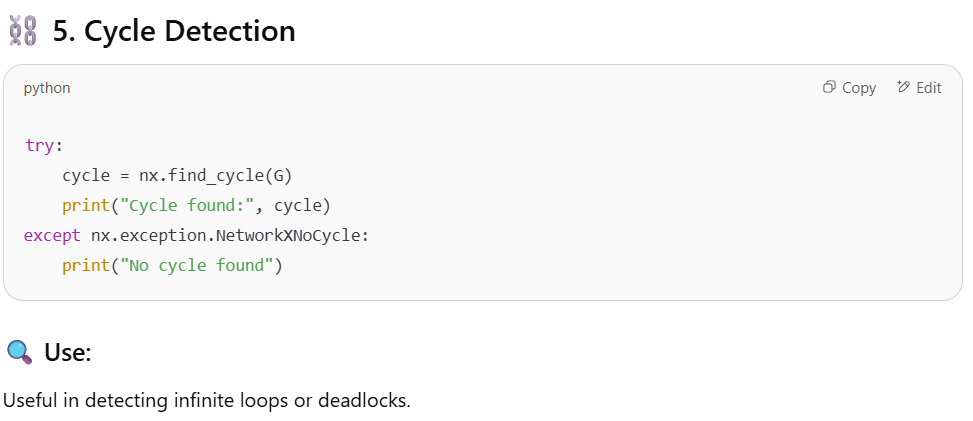 ⛓️ 5. Cycle Detection
python Copy Edit
try:
    cycle = nx.find_cycle(G)
    print("Cycle found:", cycle)
except nx.exception.NetworkXNoCycle:
    print("No cycle found")
🔍 Use:
Useful in detecting infinite loops or deadlocks.